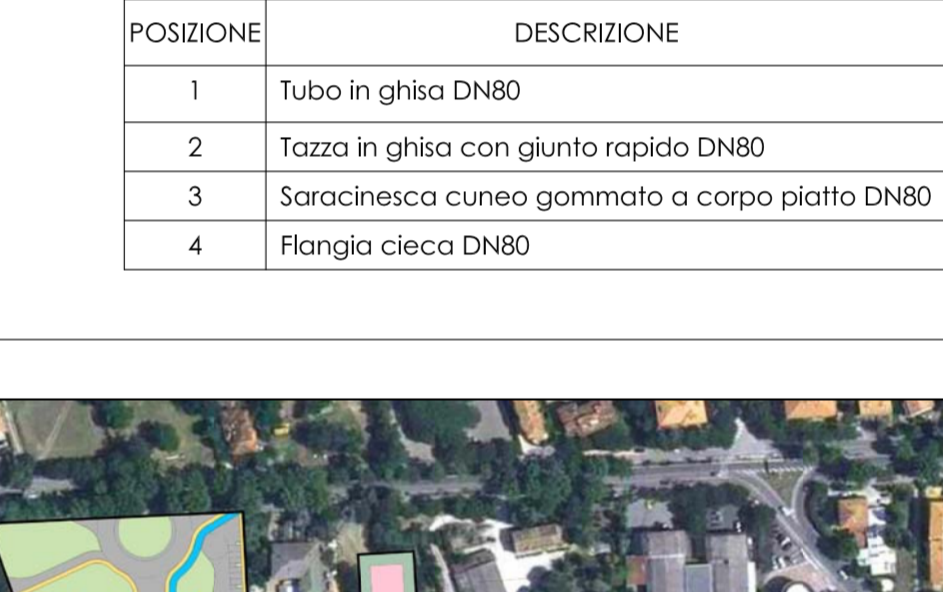 POSIZIONE DESCRIZIONE
1 Tubo in ghisa DN80
2 Tazza in ghisa con giunto rapido DN80
3 Saracinesca cuneo gommato a corpo piatto DN80
4 Flangia cieca DN80